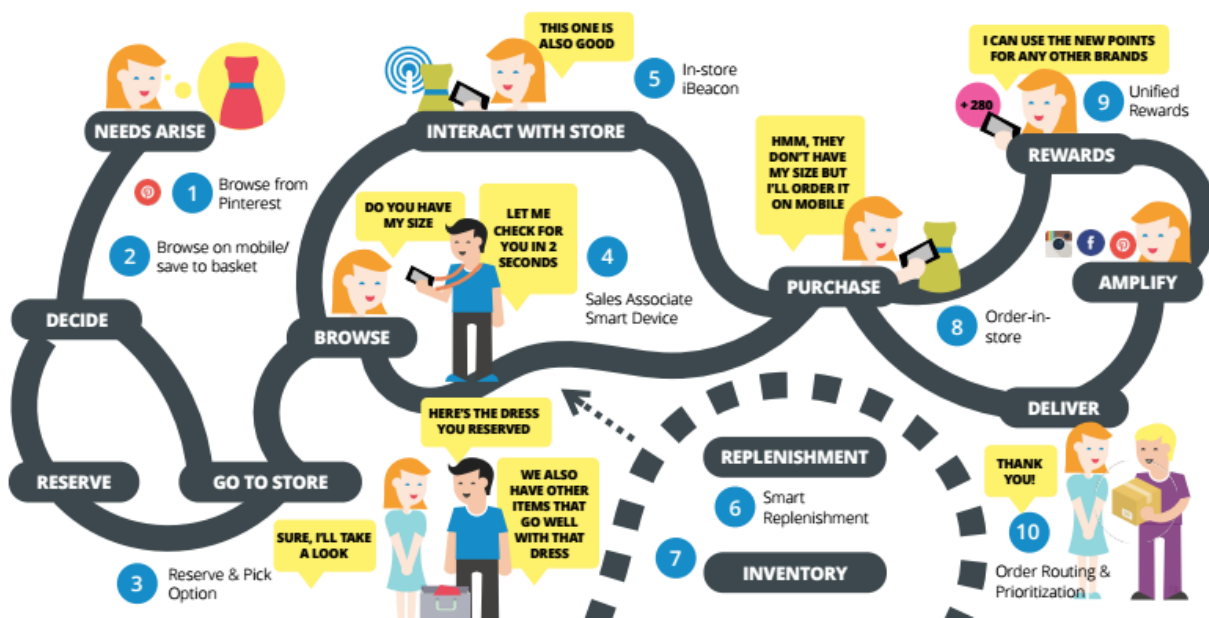 NEEDS ARISE
1
Browse from
Pinterest
2
Browse on mobile/
save to basket
DECIDE
RESERVE
GO TO STORE
3
Reserve & Pick
Option
THIS ONE IS
ALSO GOOD
INTERACT WITH STORE
5
In-store
iBeacon
DO YOU HAVE
MY SIZE
LET ME
CHECK FOR
YOU IN 2
SECONDS
4
Sales Associate
Smart Device
BROWSE
HERE'S THE DRESS
YOU RESERVED
WE ALSO
HAVE OTHER
ITEMS THAT
GO WELL
WITH THAT
DRESS
SURE, I'LL TAKE
A LOOK
HMM, THEY
DON'T HAVE
MY SIZE BUT
I'LL ORDER IT
ON MOBILE
PURCHASE
8
Order-in-
store
REPLENISHMENT
6
Smart
Replenishment
7
INVENTORY
I CAN USE THE NEW POINTS
FOR ANY OTHER BRANDS
+ 280
9
Unified
Rewards
REWARDS
f
AMPLIFY
DELIVER
THANK
YOU!
10
Order Routing &
Prioritization